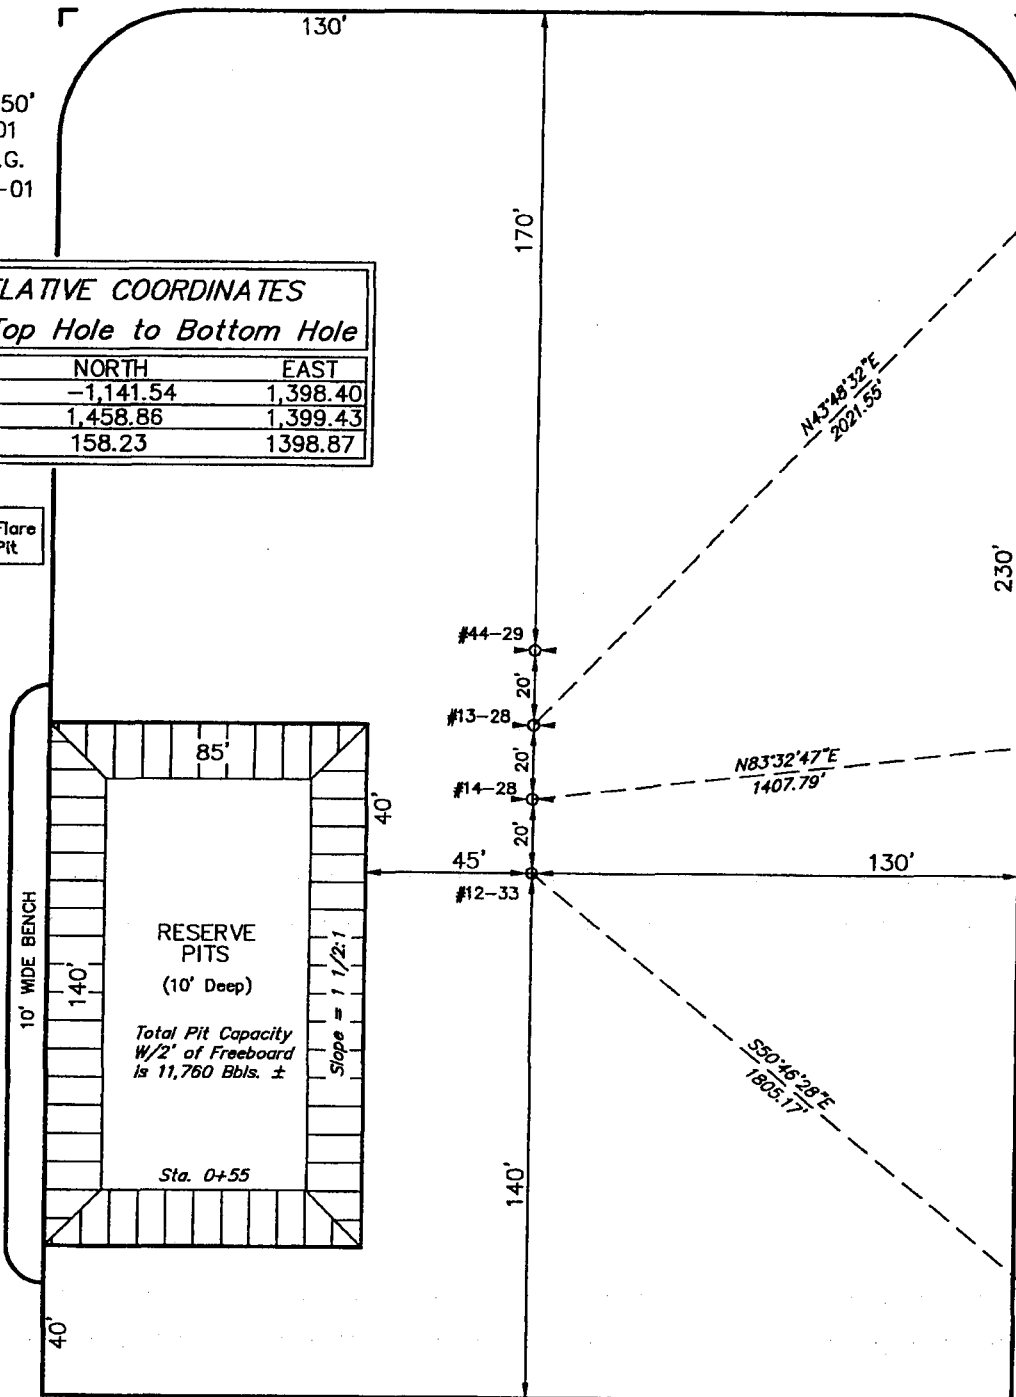 130'
50'
01
.G.
-01
170'
LATIVE COORDINATES
Top Hole to Bottom Hole
NORTH EAST
-1,141.54 1,398.40
1,458.86 1,399.43
158.23 1398.87
N43°48'32"E
2021.55'
Flare
Pit
230'
#44-29
20'
#13-28
20'
#14-28
20'
N83°32'47"E
1407.79'
85'
40'
45'
130'
#12-33
10' WIDE BENCH
140'
RESERVE
PITS
(10' Deep)
Total Pit Capacity
W/2' of Freeboard
is 11,760 Bbls. ±
Slope = 1 1/2:1
Sta. 0+55
S50°46'28"E
1805.17'
140'
40'